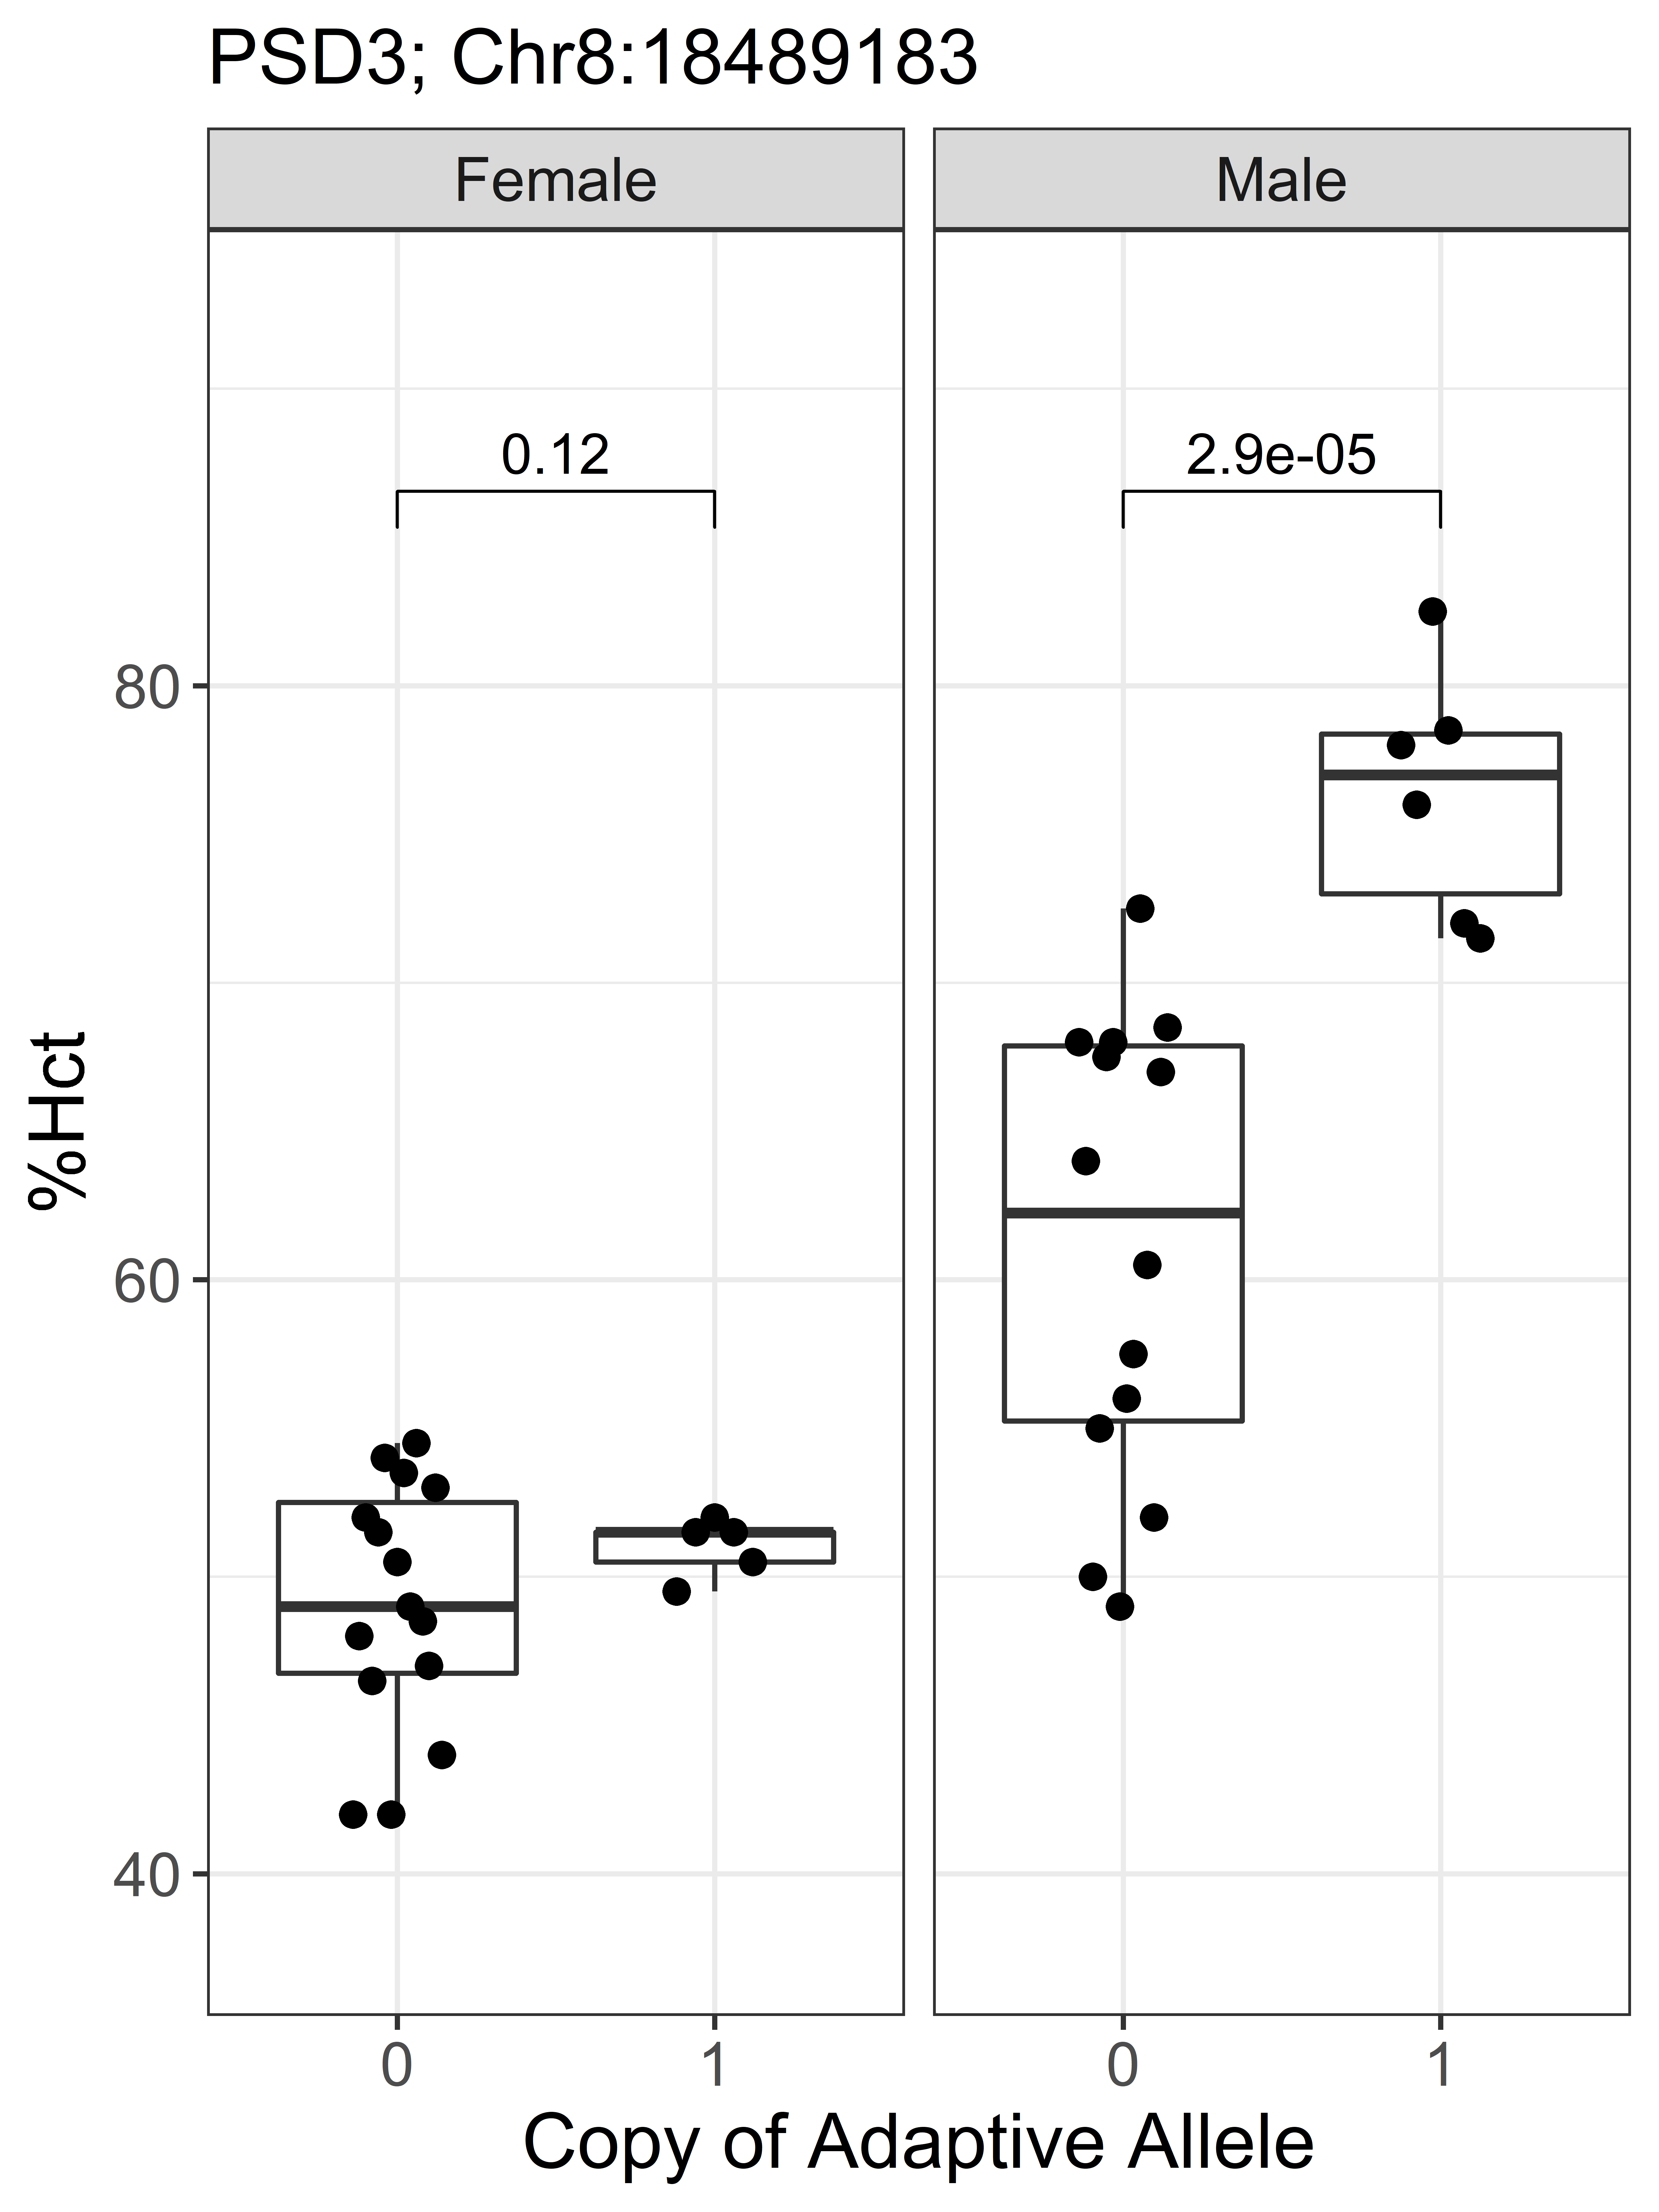 PSD3; Chr8:18489183
Female
Male
0.12
2.9e-05
80
60
40
%Hct
0
1
0
1
Copy of Adaptive Allele